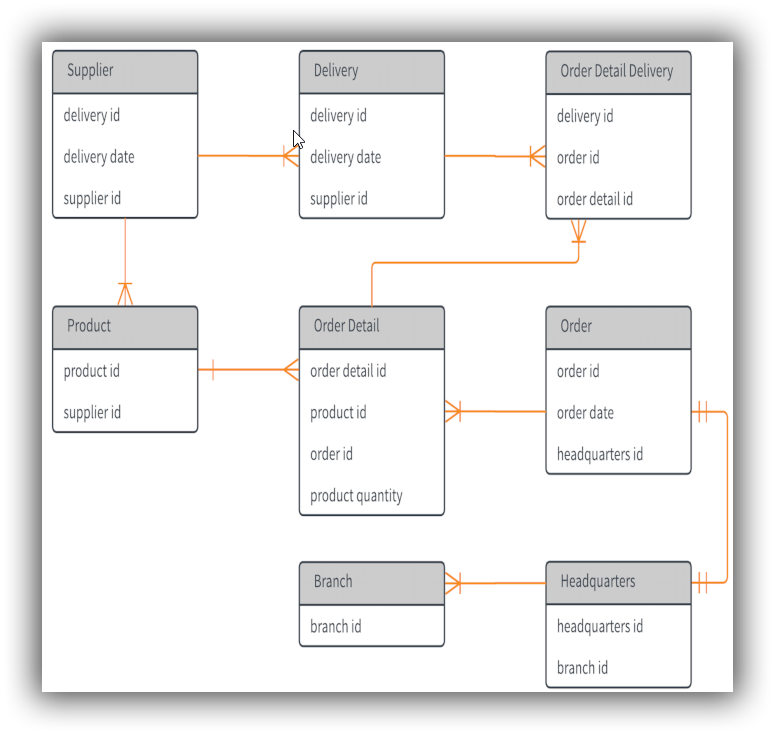 Supplier
delivery id
delivery date
supplier id
Delivery
delivery id
delivery date
supplier id
Order Detail Delivery
delivery id
order id
order detail id
Product
product id
supplier id
Order Detail
order detail id
product id
order id
product quantity
Order
order id
order date
headquarters id
Branch
branch id
Headquarters
headquarters id
branch id